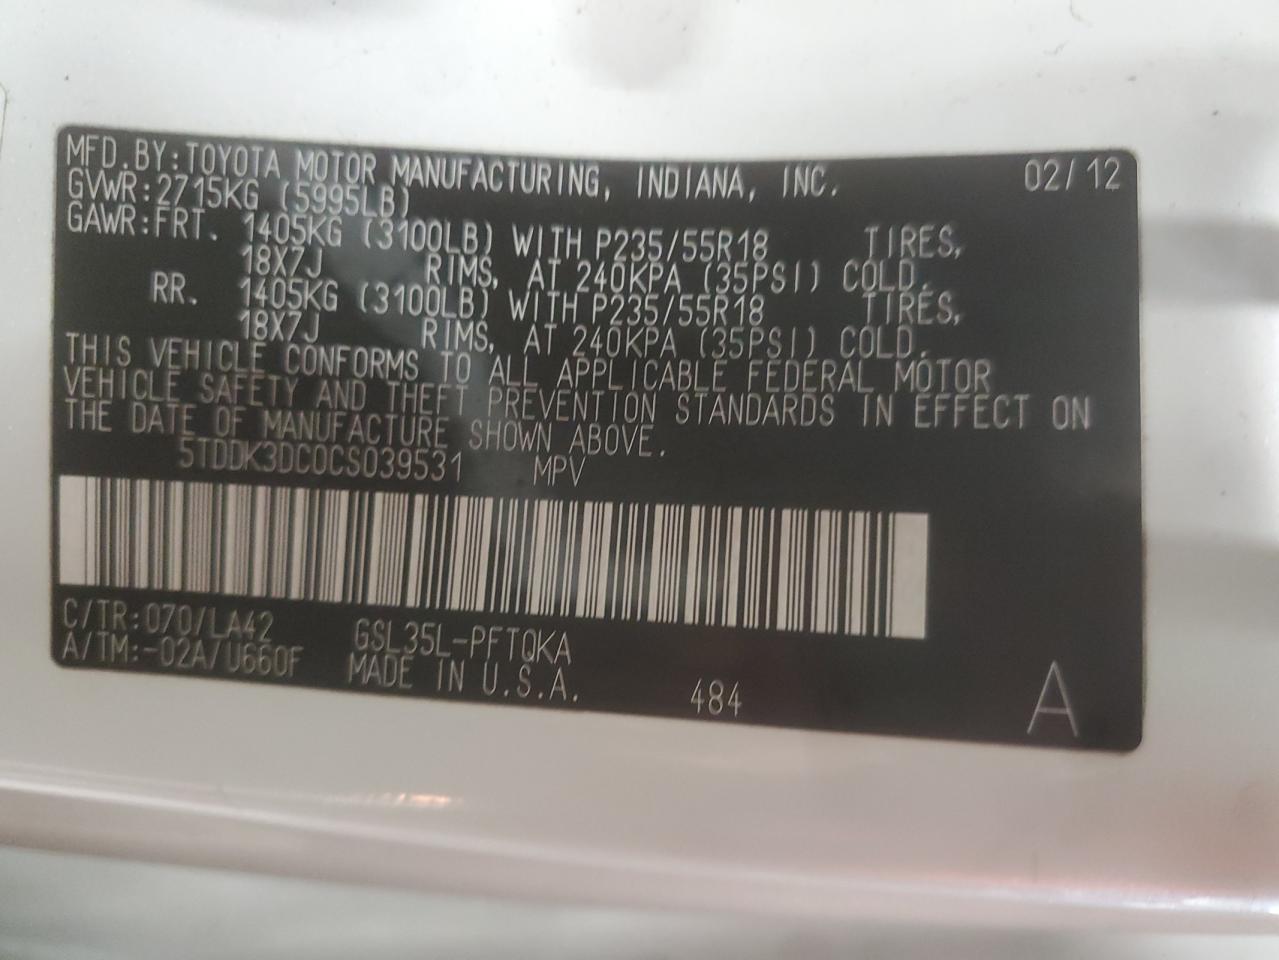 MFD.BY:TOYOTA MOTOR MANUFACTURING, INDIANA, INC. 02/12
GVWR:2715KG (5995LB)
GAWR:FRT. 1405KG (3100LB) WITH P235/55R18 TIRES,
18X7J RIMS, AT 240KPA (35PSI) COLD.
RR. 1405KG (3100LB) WITH P235/55R18 TIRES,
18X7J RIMS, AT 240KPA (35PSI) COLD.
THIS VEHICLE CONFORMS TO ALL APPLICABLE FEDERAL MOTOR
VEHICLE SAFETY AND THEFT PREVENTION STANDARDS IN EFFECT ON
THE DATE OF MANUFACTURE SHOWN ABOVE.
5TDDK3DC0CS039531 MPV
C/TR:070/LA42 GSL35L-PFTQKA
A/TM:-02A/U660F MADE IN U.S.A. 484 A